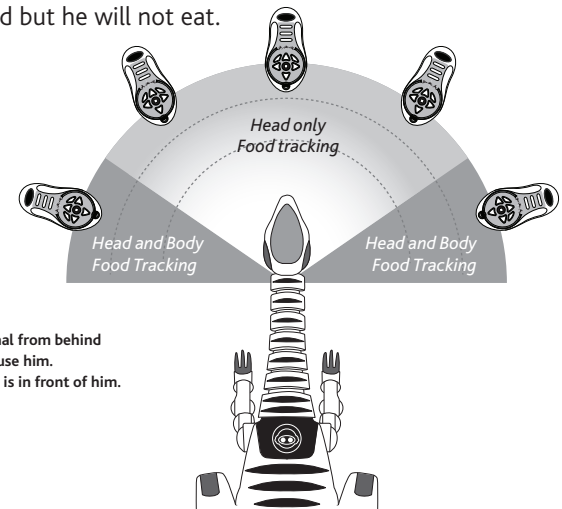 d but he will not eat.
Head only
Food tracking
Head and Body
Food Tracking
Head and Body
Food Tracking
nal from behind
use him.
is in front of him.